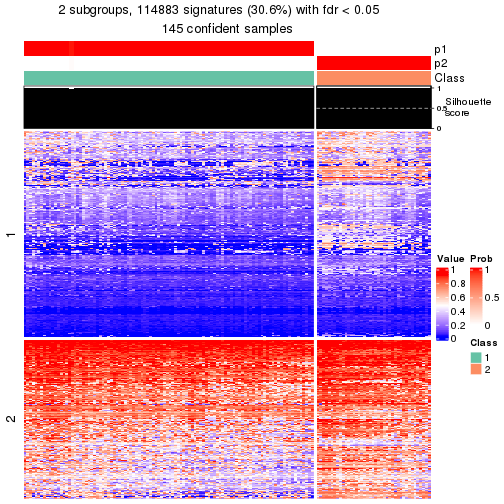 2 subgroups, 114883 signatures (30.6%) with fdr < 0.05
145 confident samples
p1
p2
Class
1
0.5
0
Silhouette
score
1
2
Value
1
0.8
0.6
0.4
0.2
0
Prob
1
0.5
0
Class
1
2